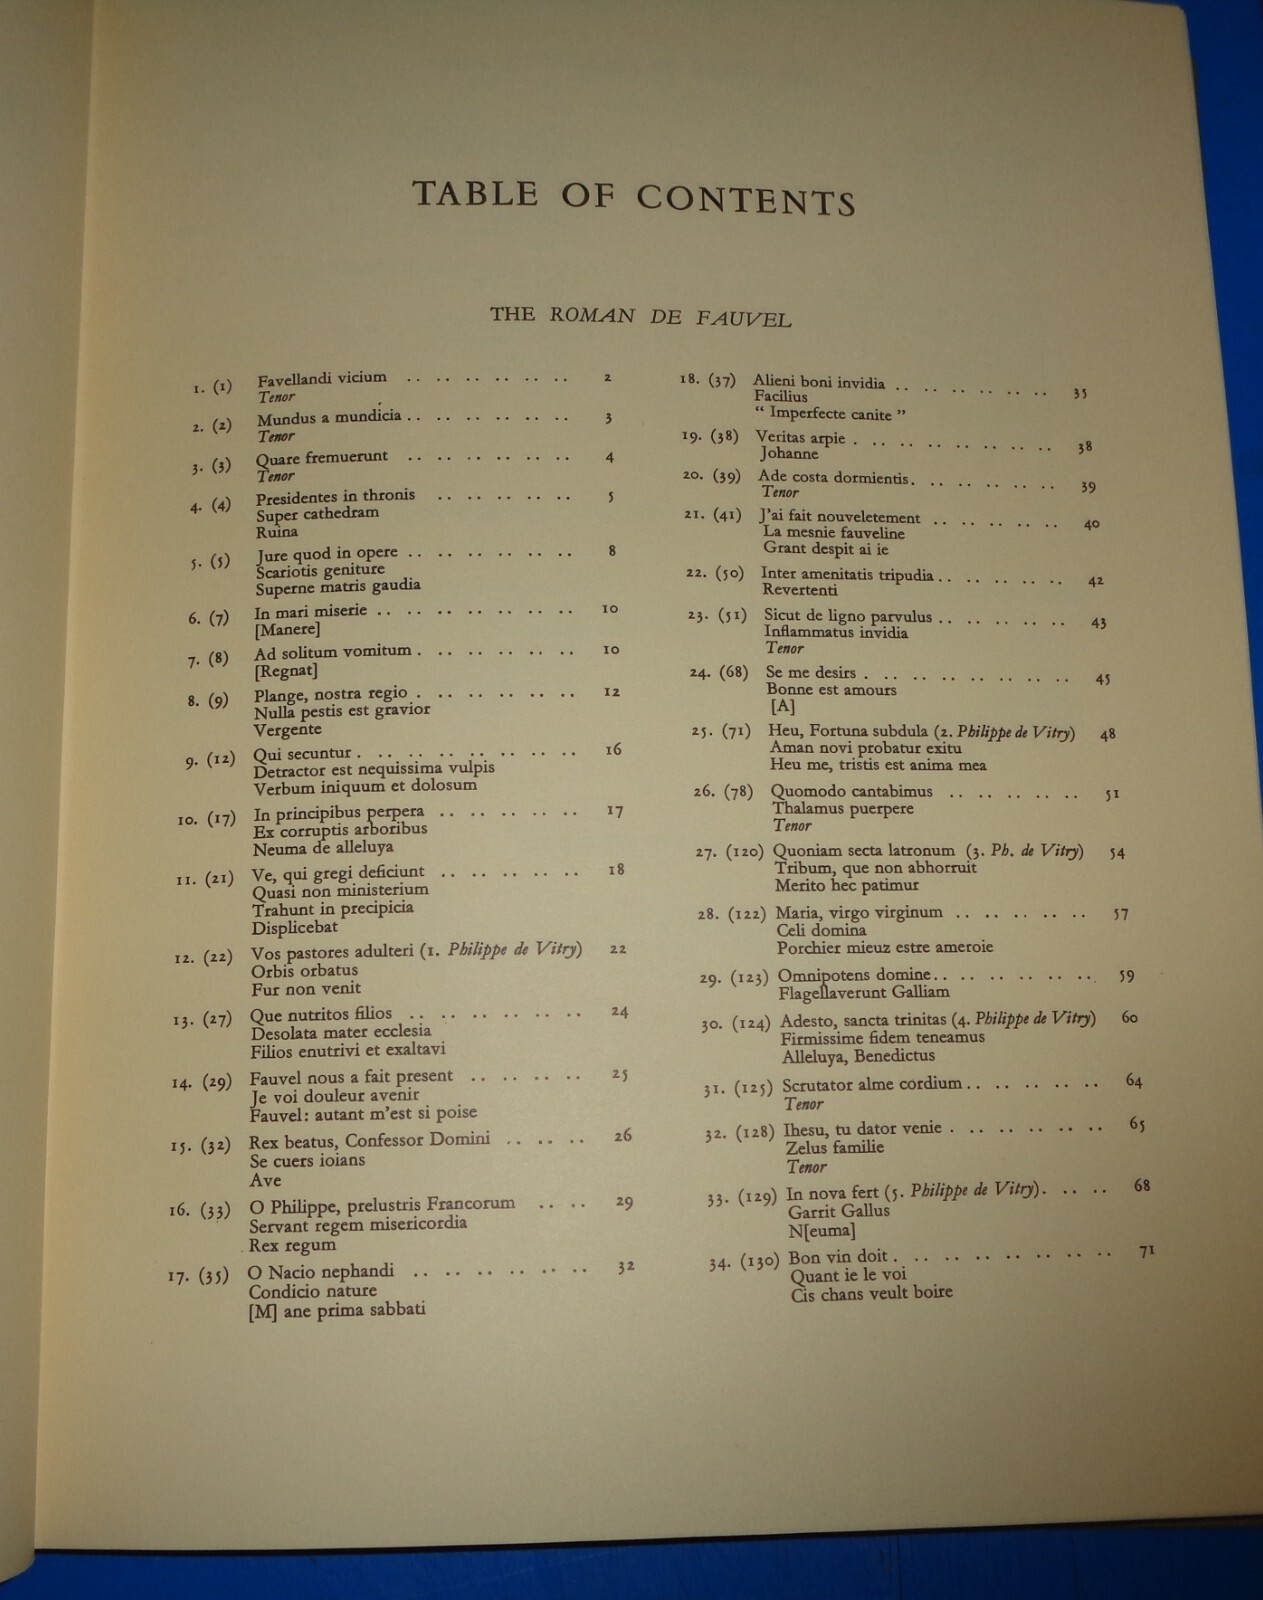 TABLE OF CONTENTS
THE ROMAN DE FAUVEL
1. (1) Favellandi vicium .. .. .. .. .. .. 2
Tenor
2. (2) Mundus a mundicia .. .. .. .. .. .. 3
Tenor
3. (3) Quare fremuerunt .. .. .. .. .. .. 4
Tenor
4. (4) Presidentes in thronis .. .. .. .. .. 5
Super cathedram
Ruina
5. (5) Jure quod in opere .. .. .. .. .. .. 8
Scariotis geniture
Superne matris gaudia
6. (7) In mari miserie .. .. .. .. .. .. .. 10
[Manere]
7. (8) Ad solitum vomitum . .. .. .. .. .. 10
[Regnat]
8. (9) Plange, nostra regio . .. .. .. .. .. 12
Nulla pestis est gravior
Vergente
9. (12) Qui secuntur . .. .. .. .. .. .. .. 16
Detractor est nequissima vulpis
Verbum iniquum et dolosum
10. (17) In principibus perpera .. .. .. .. .. 17
Ex corruptis arboribus
Neuma de alleluya
11. (21) Ve, qui gregi deficiunt .. .. .. .. .. 18
Quasi non ministerium
Trahunt in precipicia
Displicebat
12. (22) Vos pastores adulteri (1. Philippe de Vitry) 22
Orbis orbatus
Fur non venit
13. (27) Que nutritos filios .. .. .. .. .. .. 24
Desolata mater ecclesia
Filios enutrivi et exaltavi
14. (29) Fauvel nous a fait present .. .. .. .. 25
Je voi douleur avenir
Fauvel: autant m'est si poise
15. (32) Rex beatus, Confessor Domini .. .. .. 26
Se cuers ioians
Ave
16. (33) O Philippe, prelustris Francorum .. .. 29
Servant regem misericordia
Rex regum
17. (35) O Nacio nephandi .. .. .. .. .. .. 32
Condicio nature
[M] ane prima sabbati
18. (37) Alieni boni invidia .. .. .. .. .. .. 35
Facilius
“ Imperfecte canite ”
19. (38) Veritas arpie . .. .. .. .. .. .. .. 38
Johanne
20. (39) Ade costa dormientis. .. .. .. .. .. 39
Tenor
21. (41) J'ai fait nouveletement .. .. .. .. .. 40
La mesnie fauveline
Grant despit ai ie
22. (50) Inter amenitatis tripudia .. .. .. .. .. 42
Revertenti
23. (51) Sicut de ligno parvulus .. .. .. .. .. 43
Inflammatus invidia
Tenor
24. (68) Se me desirs . .. .. .. .. .. .. .. 45
Bonne est amours
[A]
25. (71) Heu, Fortuna subdula (2. Philippe de Vitry) 48
Aman novi probatur exitu
Heu me, tristis est anima mea
26. (78) Quomodo cantabimus .. .. .. .. .. 51
Thalamus puerpere
Tenor
27. (120) Quoniam secta latronum (3. Ph. de Vitry) 54
Tribum, que non abhorruit
Merito hec patimur
28. (122) Maria, virgo virginum .. .. .. .. .. 57
Celi domina
Porchier mieuz estre ameroie
29. (123) Omnipotens domine .. .. .. .. .. .. 59
Flagellaverunt Galliam
30. (124) Adesto, sancta trinitas (4. Philippe de Vitry) 60
Firmissime fidem teneamus
Alleluya, Benedictus
31. (125) Scrutator alme cordium .. .. .. .. .. 64
Tenor
32. (128) Ihesu, tu dator venie . .. .. .. .. .. 65
Zelus familie
Tenor
33. (129) In nova fert (5. Philippe de Vitry). .. .. 68
Garrit Gallus
N[euma]
34. (130) Bon vin doit . .. .. .. .. .. .. .. 71
Quant ie le voi
Cis chans veult boire